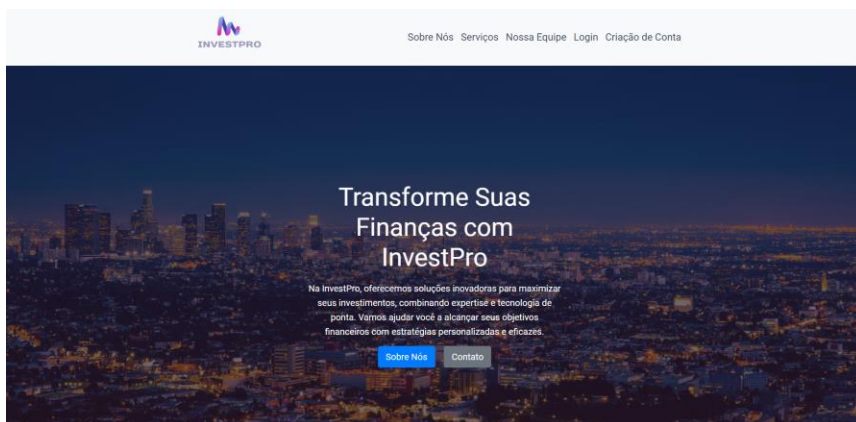 INVESTPRO
Sobre Nós Serviços Nossa Equipe Login Criação de Conta
Transforme Suas
Finanças com
InvestPro
Na InvestPro, oferecemos soluções inovadoras para maximizar
seus investimentos, combinando expertise e tecnologia de
ponta. Vamos ajudar você a alcançar seus objetivos
financeiros com estratégias personalizadas e eficazes.
Sobre Nós Contato